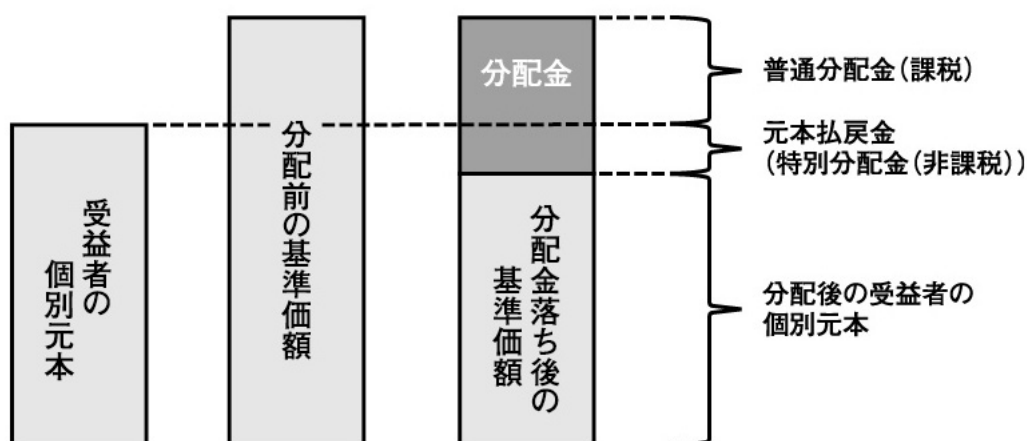 受益者の
個別元本
分配前の基準価額
分配金
分配金落ち後の
基準価額
普通分配金(課税)
元本払戻金
(特別分配金(非課税))
分配後の受益者の
個別元本